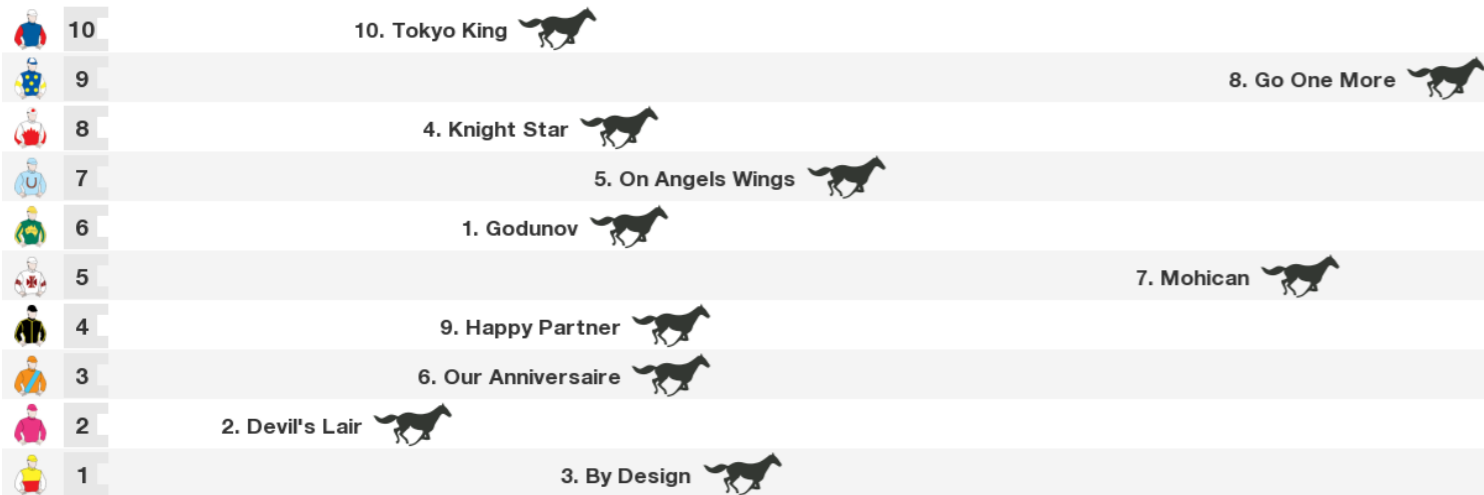 10 10. Tokyo King
9 8. Go One More
8 4. Knight Star
7 5. On Angels Wings
6 1. Godunov
5 7. Mohican
4 9. Happy Partner
3 6. Our Anniversaire
2 2. Devil's Lair
1 3. By Design